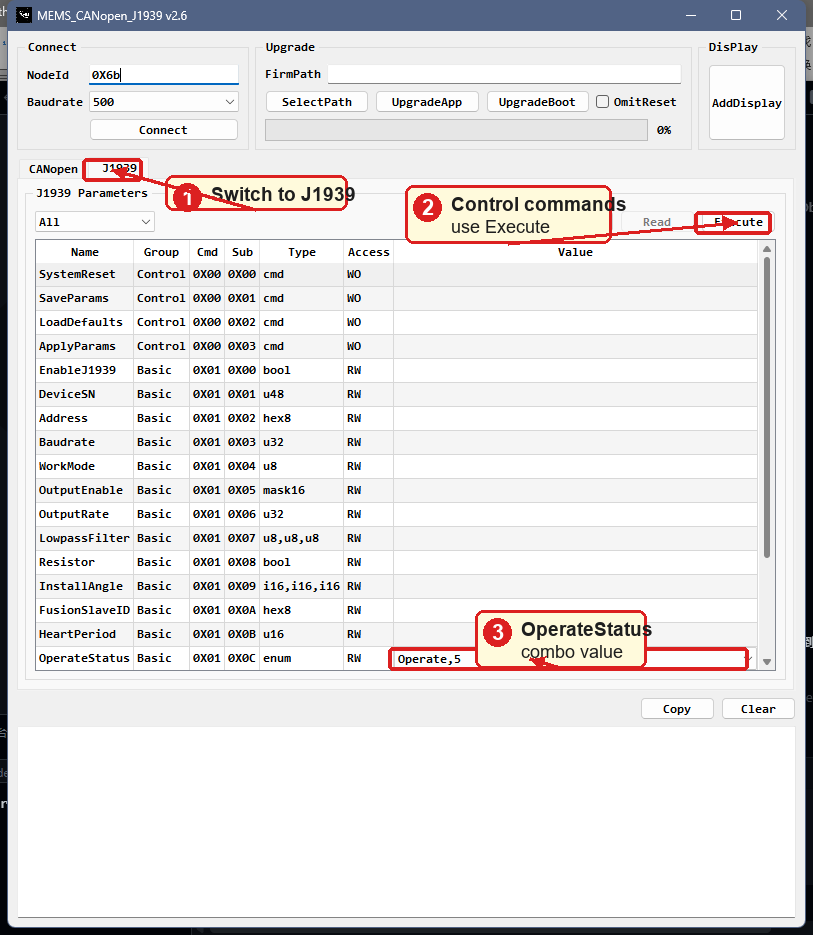 MEMS_CANopen_J1939 v2.6
Connect
NodeId 0X6b
Baudrate 500
Connect
Upgrade
FirmPath
SelectPath UpgradeApp UpgradeBoot OmitReset
0%
DisPlay
AddDisplay
CANopen J1939
1 Switch to J1939
2 Control commands
use Execute
J1939 Parameters
All Read Execute
Name Group Cmd Sub Type Access Value
SystemReset Control 0X00 0X00 cmd WO
SaveParams Control 0X00 0X01 cmd WO
LoadDefaults Control 0X00 0X02 cmd WO
ApplyParams Control 0X00 0X03 cmd WO
EnableJ1939 Basic 0X01 0X00 bool RW
DeviceSN Basic 0X01 0X01 u48 RW
Address Basic 0X01 0X02 hex8 RW
Baudrate Basic 0X01 0X03 u32 RW
WorkMode Basic 0X01 0X04 u8 RW
OutputEnable Basic 0X01 0X05 mask16 RW
OutputRate Basic 0X01 0X06 u32 RW
LowpassFilter Basic 0X01 0X07 u8,u8,u8 RW
Resistor Basic 0X01 0X08 bool RW
InstallAngle Basic 0X01 0X09 i16,i16,i16 RW
FusionSlaveID Basic 0X01 0X0A hex8 RW
HeartPeriod Basic 0X01 0X0B u16 RW
OperateStatus Basic 0X01 0X0C enum RW Operate,5
3 OperateStatus
combo value
Copy Clear